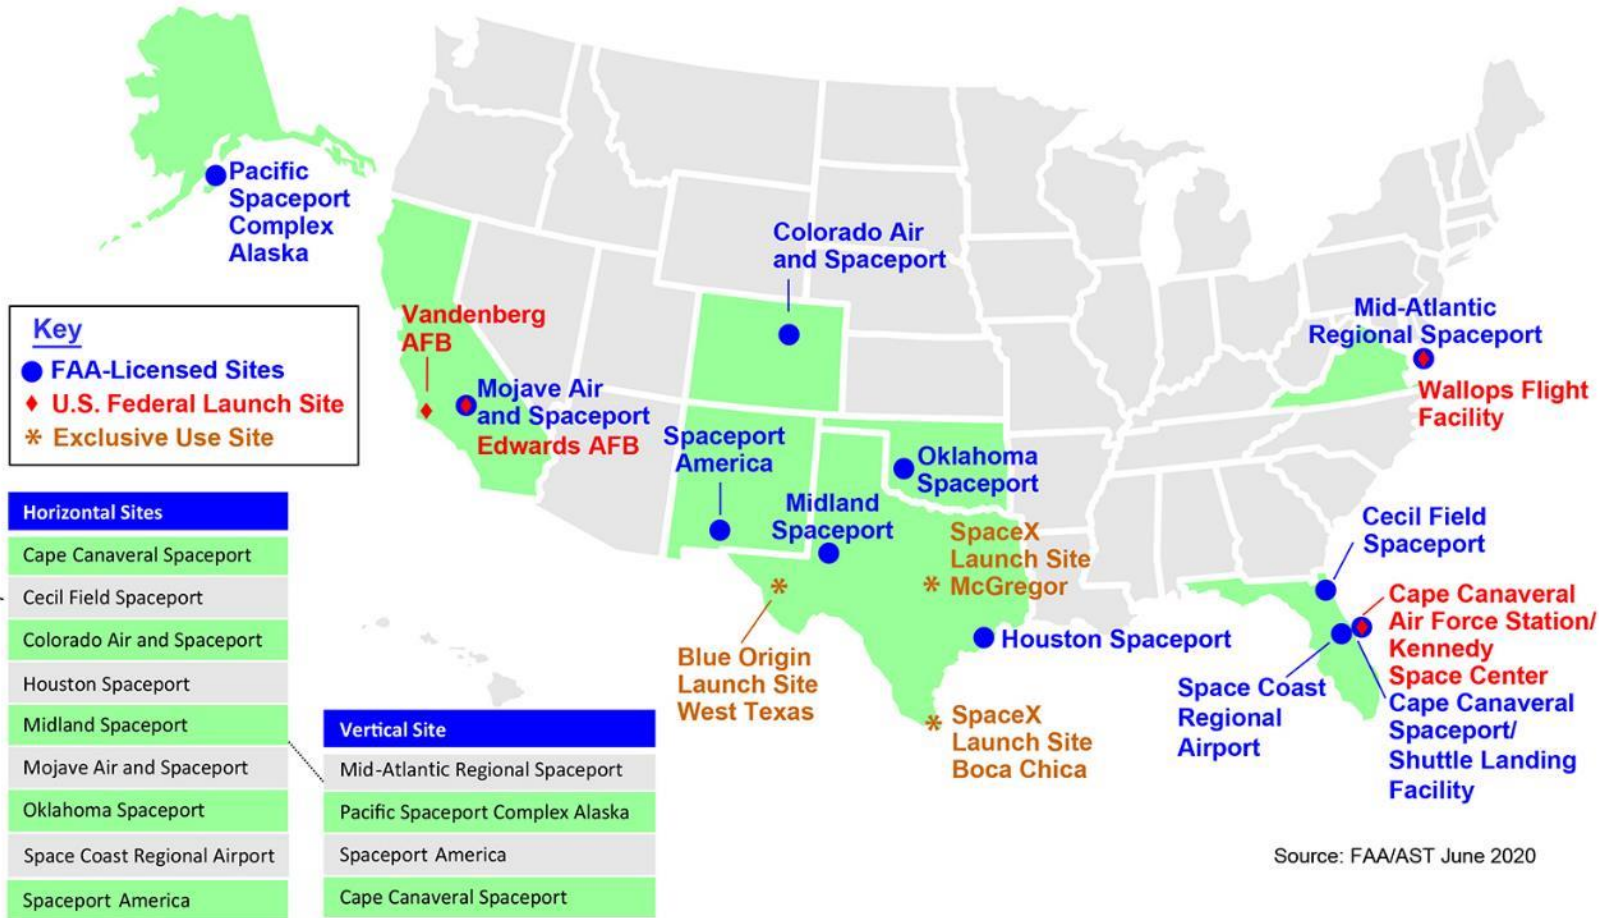 Pacific
Spaceport
Complex
Alaska
Colorado Air
and Spaceport
Mid-Atlantic
Regional Spaceport
Wallops Flight
Facility
Key
FAA-Licensed Sites
U.S. Federal Launch Site
Exclusive Use Site
Vandenberg
AFB
Mojave Air
and Spaceport
Edwards AFB
Spaceport
America
Midland
Spaceport
Oklahoma
Spaceport
SpaceX
Launch Site
McGregor
Cecil Field
Spaceport
Cape Canaveral
Air Force Station/
Kennedy
Space Center
Cape Canaveral
Spaceport/
Shuttle Landing
Facility
Space Coast
Regional
Airport
Houston Spaceport
Blue Origin
Launch Site
West Texas
SpaceX
Launch Site
Boca Chica
Horizontal Sites
Cape Canaveral Spaceport
Cecil Field Spaceport
Colorado Air and Spaceport
Houston Spaceport
Midland Spaceport
Mojave Air and Spaceport
Oklahoma Spaceport
Space Coast Regional Airport
Spaceport America
Vertical Site
Mid-Atlantic Regional Spaceport
Pacific Spaceport Complex Alaska
Spaceport America
Cape Canaveral Spaceport
Source: FAA/AST June 2020